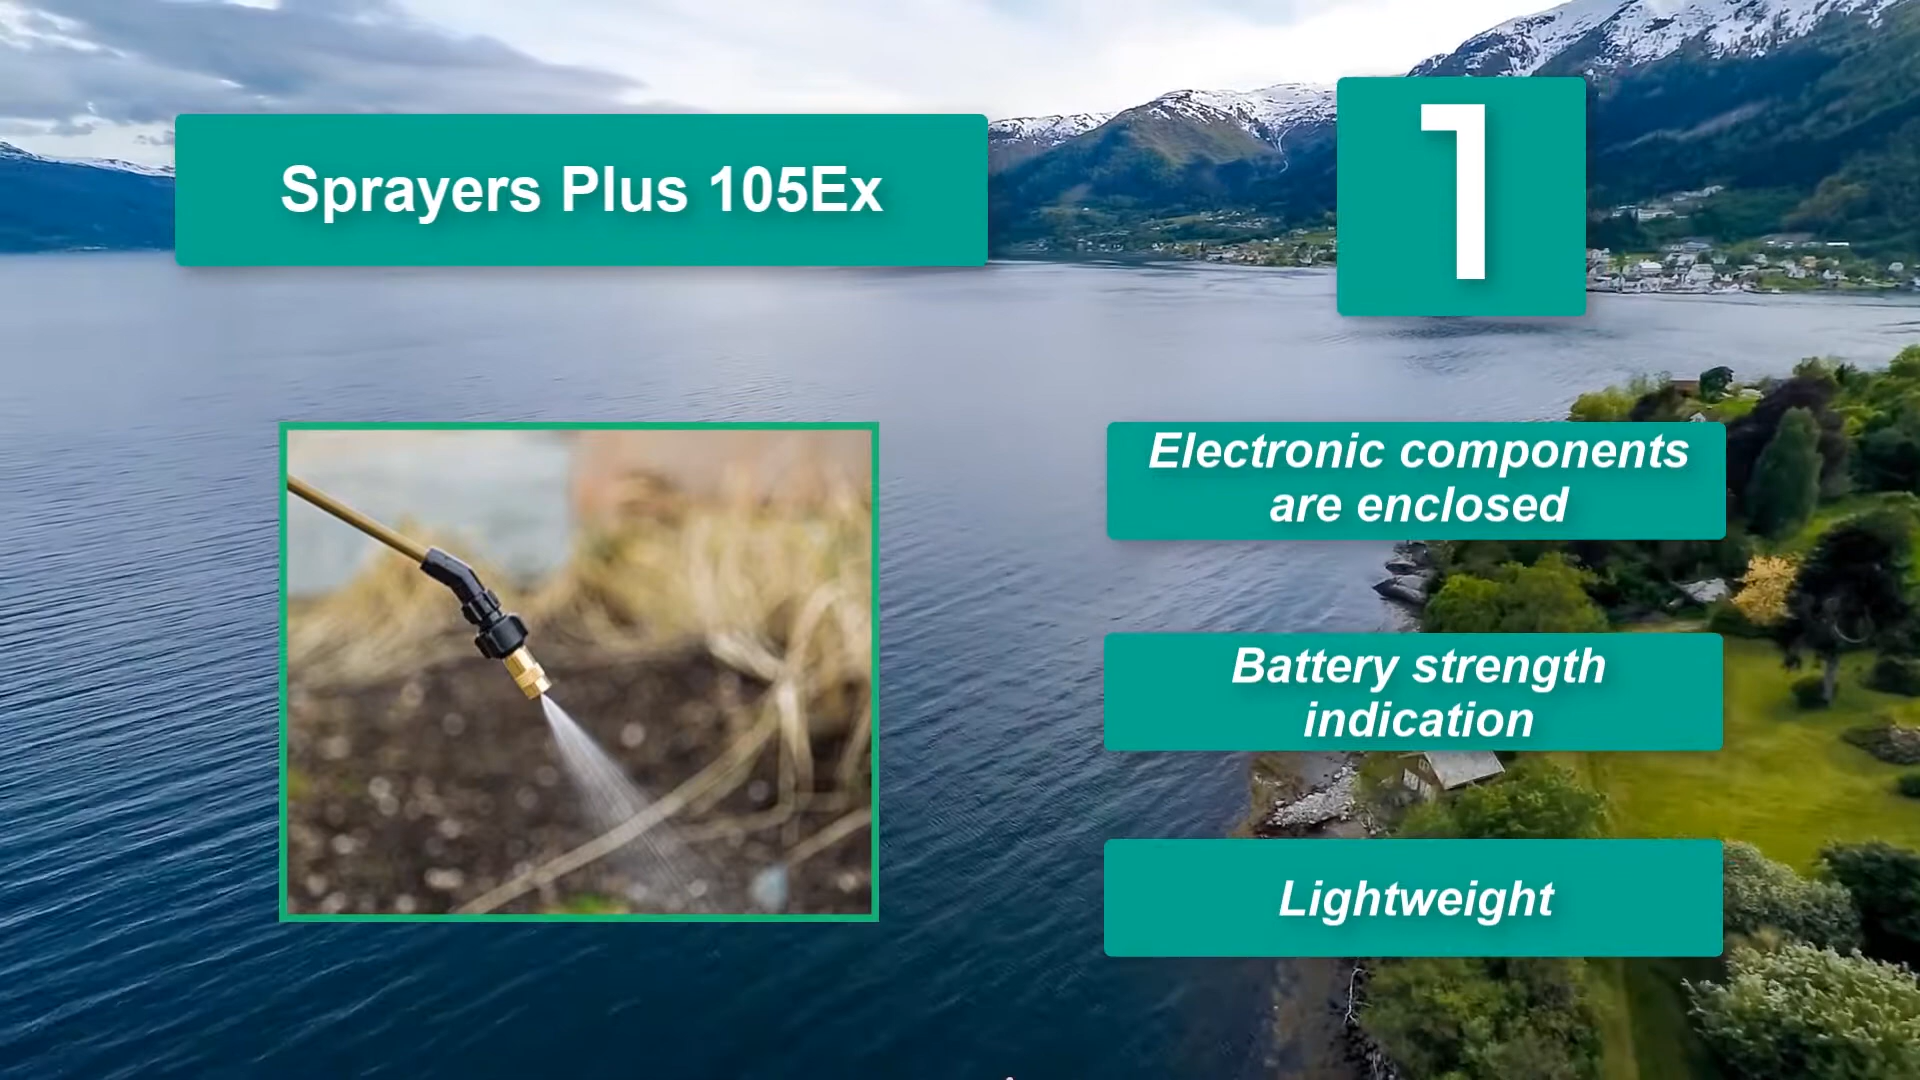 Sprayers Plus 105Ex
1
Electronic components
are enclosed
Battery strength
indication
Lightweight